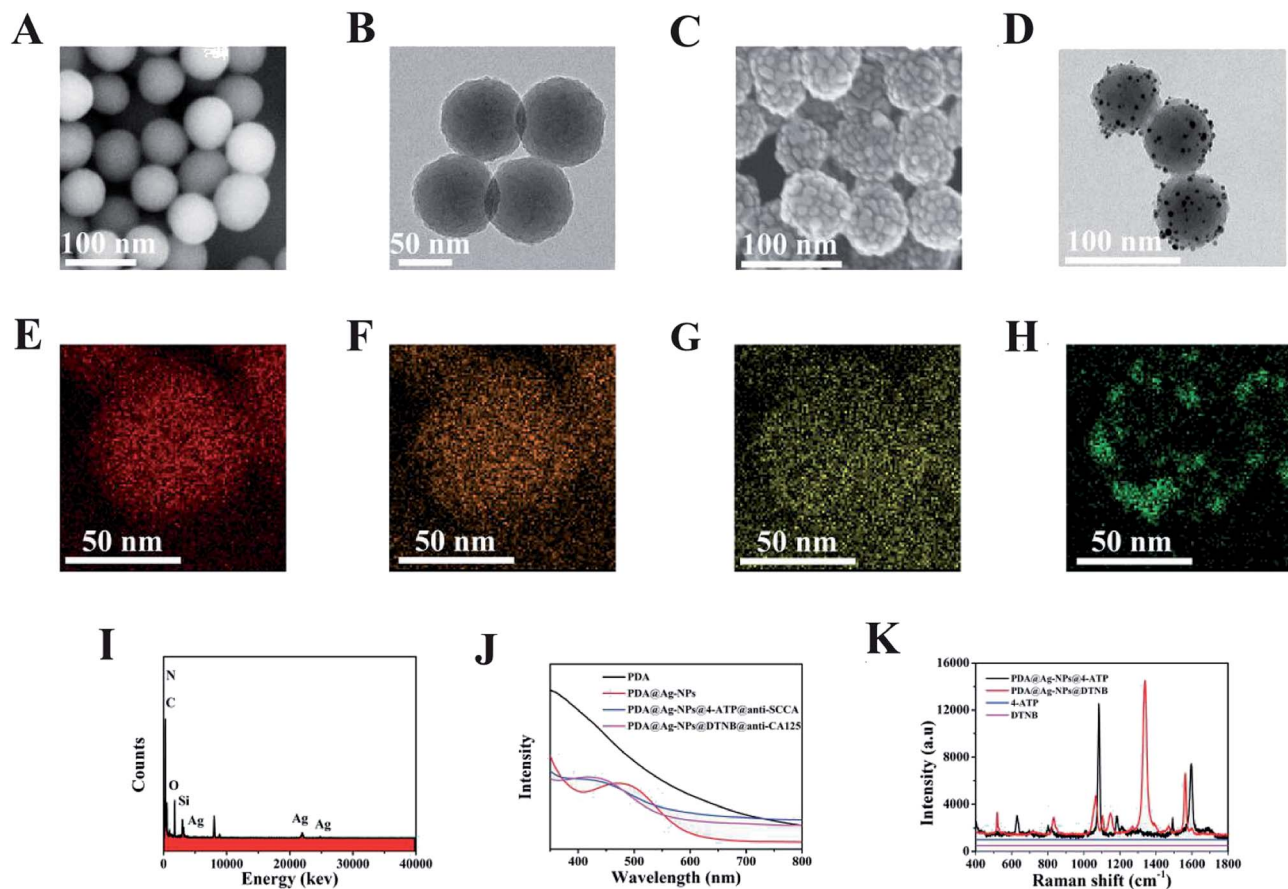 A
B
C
D
100 nm
50 nm
100 nm
100 nm
E
F
G
H
50 nm
50 nm
50 nm
50 nm
I
J
K
N
C
O
Si
Ag
Ag
Ag
Counts
0
10000
20000
30000
40000
Energy (kev)
PDA
PDA@Ag-NPs
PDA@Ag-NPs@4-ATP@anti-SCCA
PDA@Ag-NPs@DTNB@anti-CA125
Intensity
400
500
600
700
800
Wavelength (nm)
16000
12000
8000
4000
0
PDA@Ag-NPs@4-ATP
PDA@Ag-NPs@DTNB
4-ATP
DTNB
Intensity (a.u)
400
600
800
1000
1200
1400
1600
1800
Raman shift (cm⁻¹)